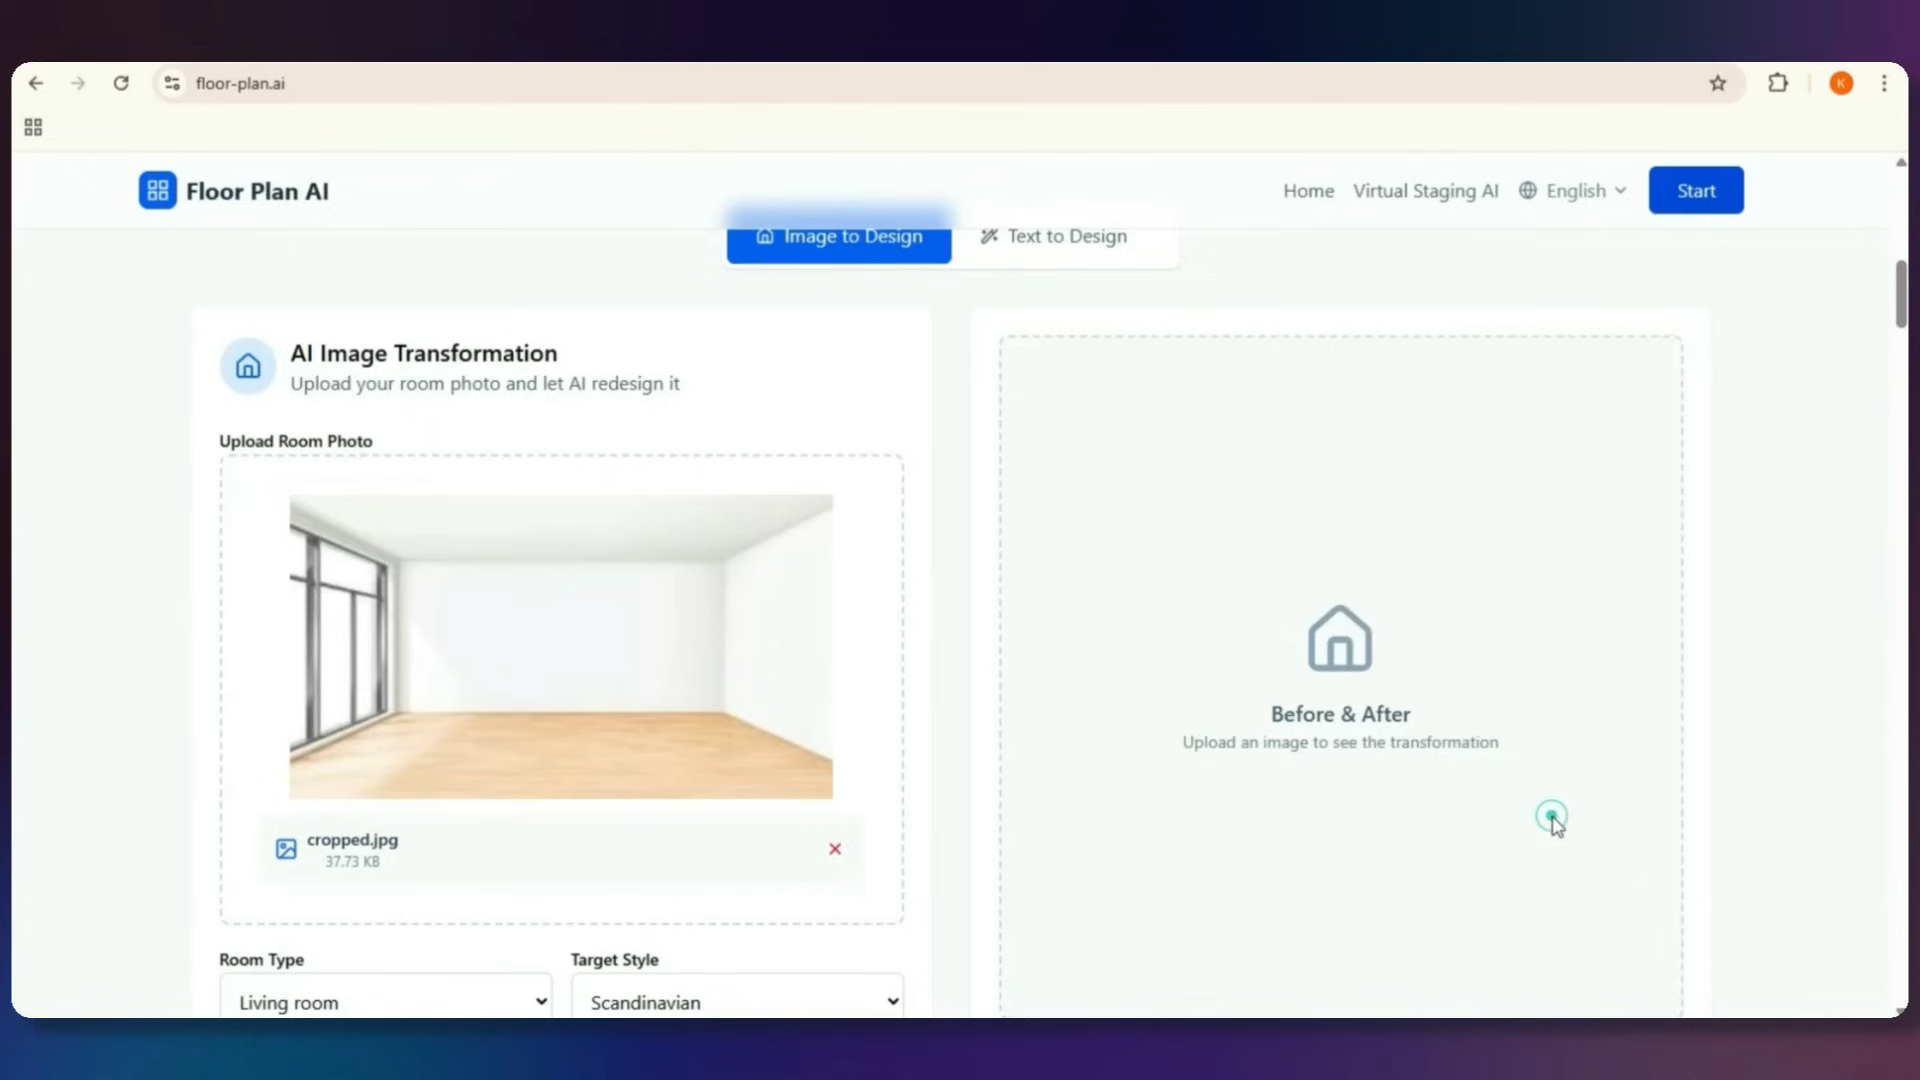 floor-plan.ai
K
Floor Plan AI
Home
Virtual Staging AI
English
Start
Image to Design
Text to Design
AI Image Transformation
Upload your room photo and let AI redesign it
Upload Room Photo
cropped.jpg
37.73 KB
Room Type
Target Style
Living room
Scandinavian
Before & After
Upload an image to see the transformation